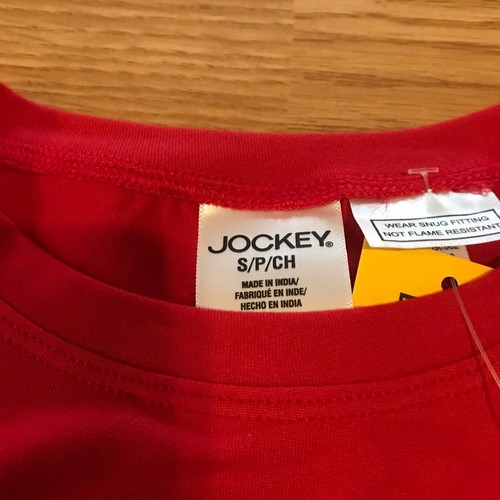 JOCKEY®
S/P/CH
MADE IN INDIA/
FABRIQUÉ EN INDE/
HECHO EN INDIA
WEAR SNUG FITTING
NOT FLAME RESISTANT